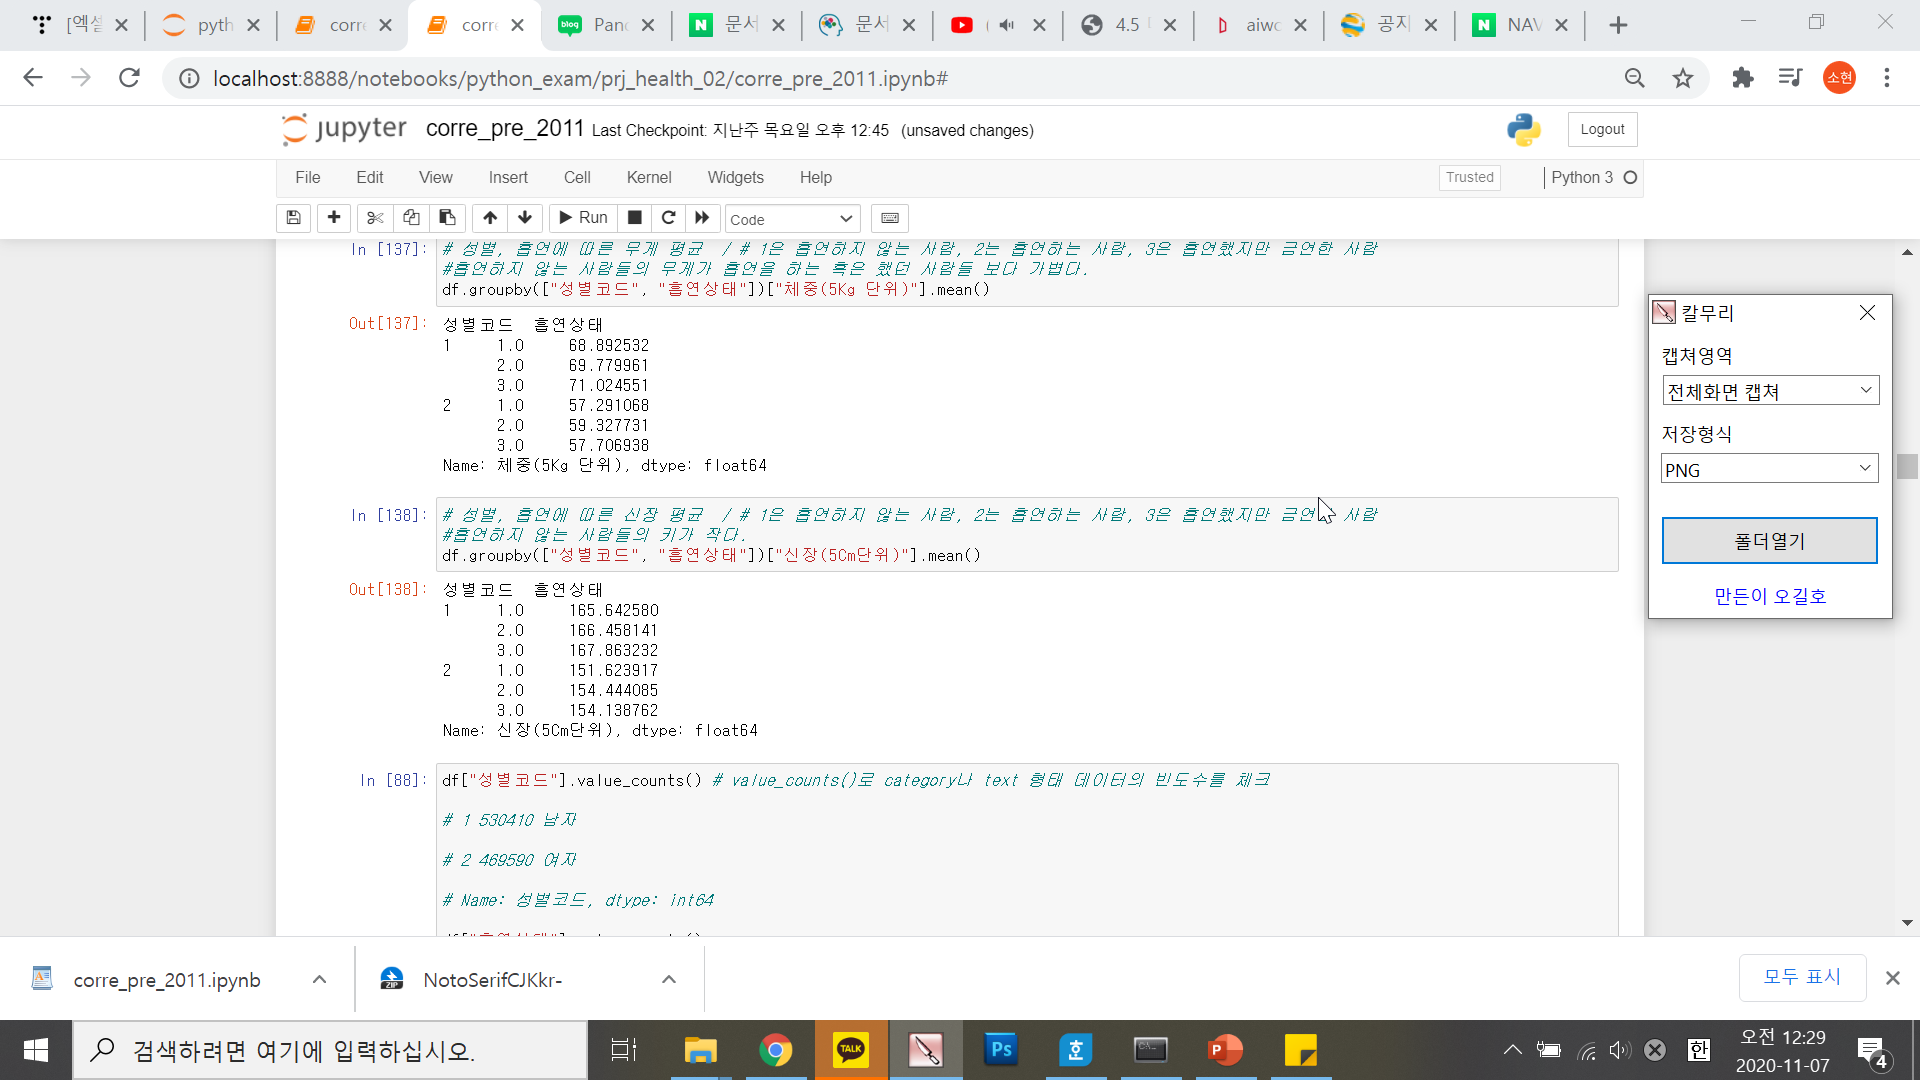 [엑셀
pyth
corre
corre
Panc
문서
문서
4.5
aiwc
공지
NAV
localhost:8888/notebooks/python_exam/prj_health_02/corre_pre_2011.ipynb#
소현
jupyter corre_pre_2011 Last Checkpoint: 지난주 목요일 오후 12:45 (unsaved changes)
Logout
File Edit View Insert Cell Kernel Widgets Help
Trusted
Python 3
Run
Code
In [137]: # 성별, 흡연에 따른 무게 평균 / # 1은 흡연하지 않는 사람, 2는 흡연하는 사람, 3은 흡연했지만 금연한 사람
#흡연하지 않는 사람들의 무게가 흡연을 하는 혹은 했던 사람들 보다 가볍다.
df.groupby(["성별코드", "흡연상태"])["체중(5Kg 단위)"].mean()
Out[137]: 성별코드 흡연상태
1 1.0 68.892532
2.0 69.779961
3.0 71.024551
2 1.0 57.291068
2.0 59.327731
3.0 57.706938
Name: 체중(5Kg 단위), dtype: float64
In [138]: # 성별, 흡연에 따른 신장 평균 / # 1은 흡연하지 않는 사람, 2는 흡연하는 사람, 3은 흡연했지만 금연 사람
#흡연하지 않는 사람들의 키가 작다.
df.groupby(["성별코드", "흡연상태"])["신장(5Cm단위)"].mean()
Out[138]: 성별코드 흡연상태
1 1.0 165.642580
2.0 166.458141
3.0 167.863232
2 1.0 151.623917
2.0 154.444085
3.0 154.138762
Name: 신장(5Cm단위), dtype: float64
In [88]: df["성별코드"].value_counts() # value_counts()로 category나 text 형태 데이터의 빈도수를 체크
# 1 530410 남자
# 2 469590 여자
# Name: 성별코드, dtype: int64
칼무리
캡쳐영역
전체화면 캡쳐
저장형식
PNG
폴더열기
만든이 오길호
corre_pre_2011.ipynb
NotoSerifCJKkr-
모두 표시
검색하려면 여기에 입력하십시오.
TALK
Ps
호
P
한
오전 12:29
2020-11-07
4